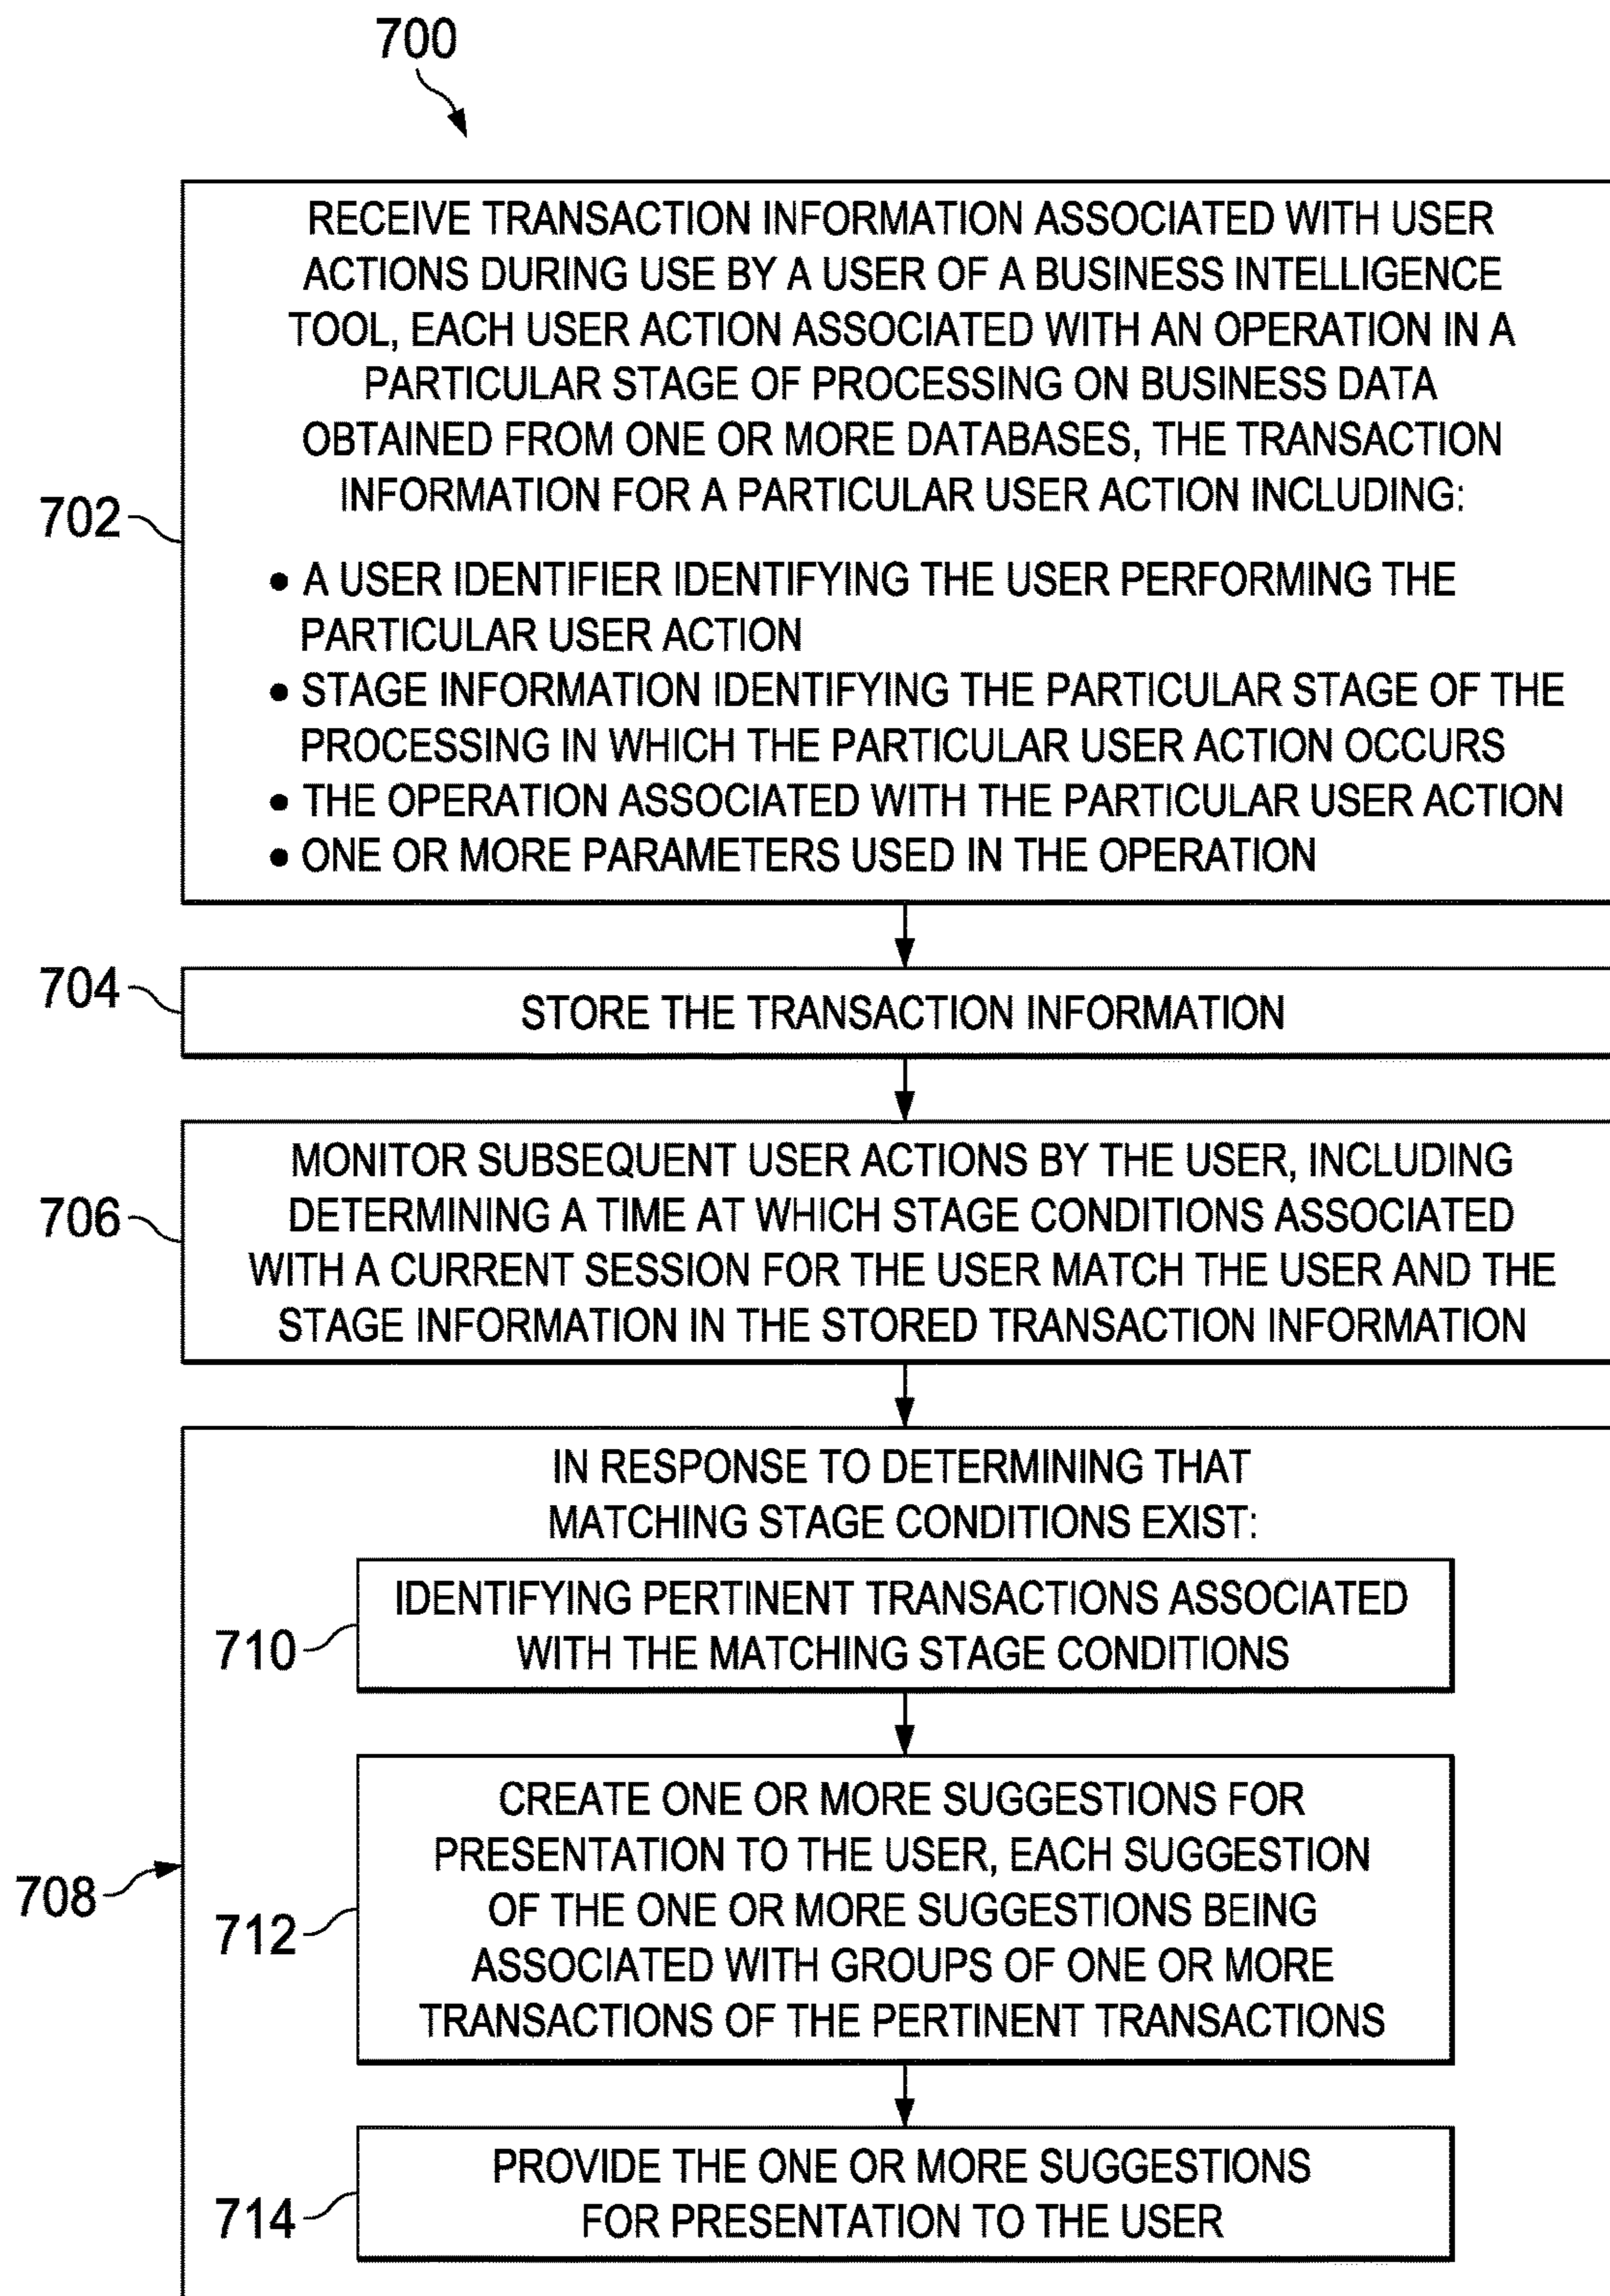 700
RECEIVE TRANSACTION INFORMATION ASSOCIATED WITH USER
ACTIONS DURING USE BY A USER OF A BUSINESS INTELLIGENCE
TOOL, EACH USER ACTION ASSOCIATED WITH AN OPERATION IN A
PARTICULAR STAGE OF PROCESSING ON BUSINESS DATA
OBTAINED FROM ONE OR MORE DATABASES, THE TRANSACTION
INFORMATION FOR A PARTICULAR USER ACTION INCLUDING:
702
• A USER IDENTIFIER IDENTIFYING THE USER PERFORMING THE
PARTICULAR USER ACTION
• STAGE INFORMATION IDENTIFYING THE PARTICULAR STAGE OF THE
PROCESSING IN WHICH THE PARTICULAR USER ACTION OCCURS
• THE OPERATION ASSOCIATED WITH THE PARTICULAR USER ACTION
• ONE OR MORE PARAMETERS USED IN THE OPERATION
704
STORE THE TRANSACTION INFORMATION
706
MONITOR SUBSEQUENT USER ACTIONS BY THE USER, INCLUDING
DETERMINING A TIME AT WHICH STAGE CONDITIONS ASSOCIATED
WITH A CURRENT SESSION FOR THE USER MATCH THE USER AND THE
STAGE INFORMATION IN THE STORED TRANSACTION INFORMATION
708
IN RESPONSE TO DETERMINING THAT
MATCHING STAGE CONDITIONS EXIST:
710
IDENTIFYING PERTINENT TRANSACTIONS ASSOCIATED
WITH THE MATCHING STAGE CONDITIONS
712
CREATE ONE OR MORE SUGGESTIONS FOR
PRESENTATION TO THE USER, EACH SUGGESTION
OF THE ONE OR MORE SUGGESTIONS BEING
ASSOCIATED WITH GROUPS OF ONE OR MORE
TRANSACTIONS OF THE PERTINENT TRANSACTIONS
714
PROVIDE THE ONE OR MORE SUGGESTIONS
FOR PRESENTATION TO THE USER